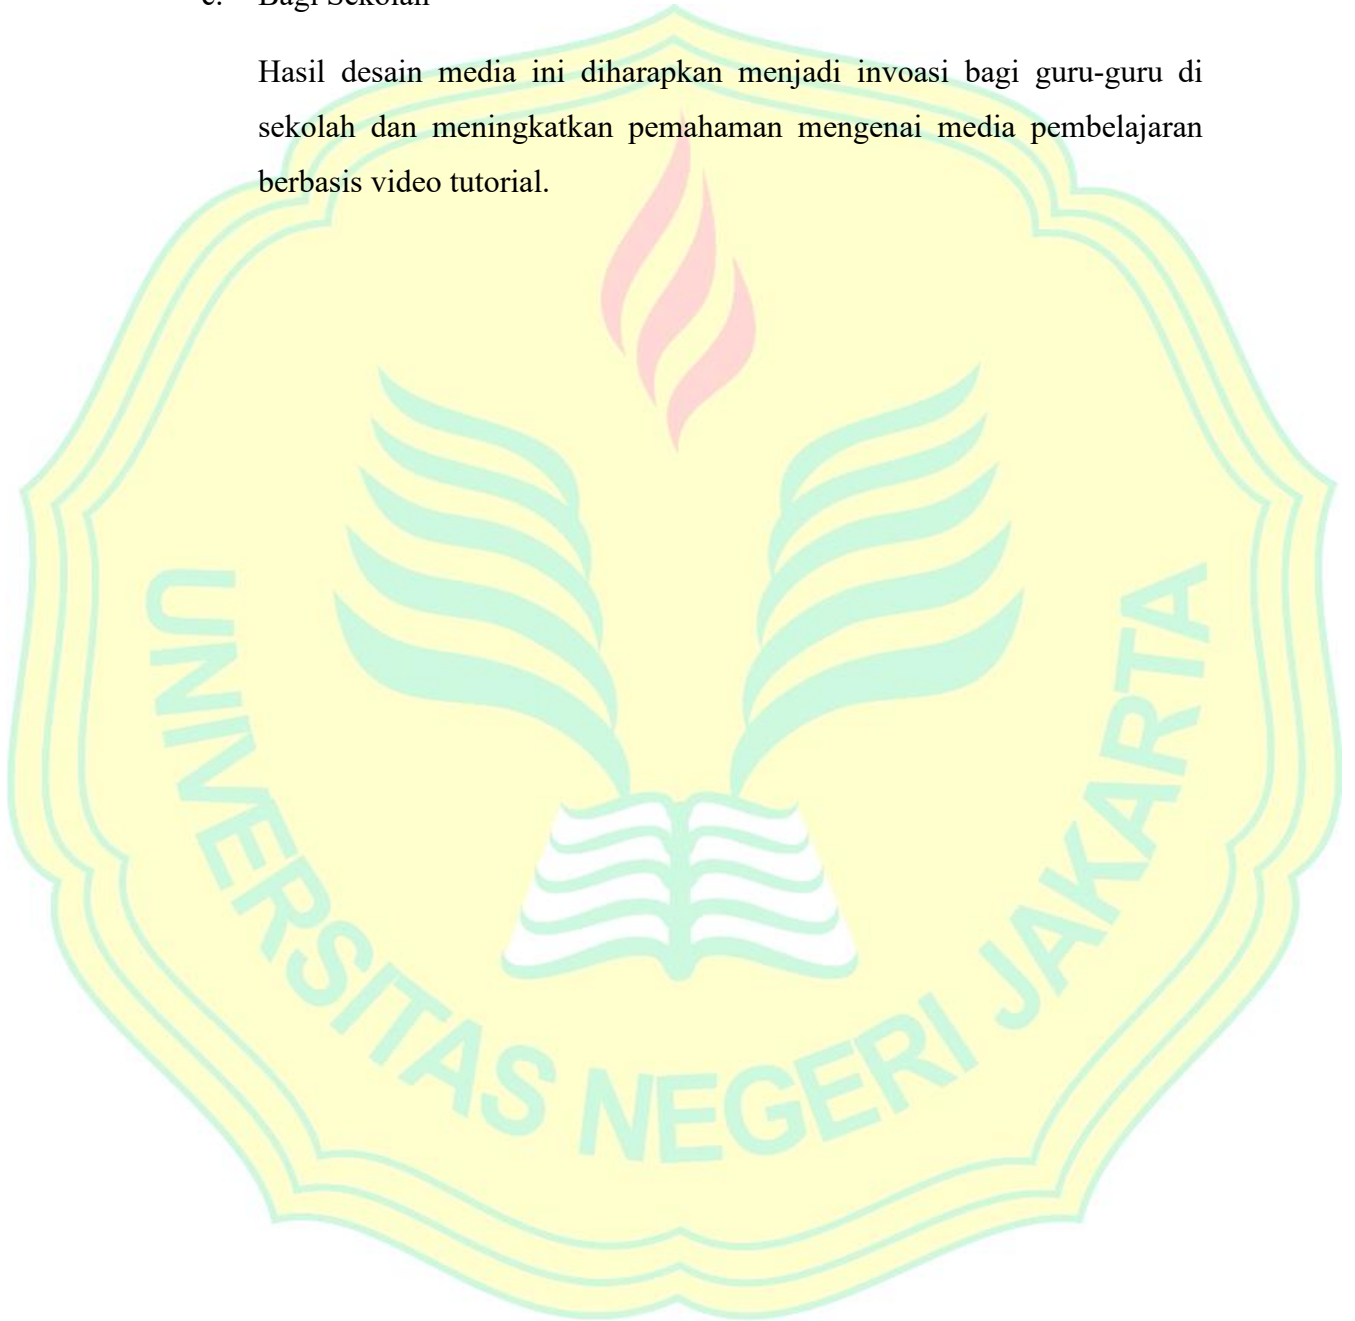 Bagi Sekolah
Hasil desain media ini diharapkan menjadi invoasi bagi guru-guru di
sekolah dan meningkatkan pemahaman mengenai media pembelajaran
berbasis video tutorial.
UNIVERSITAS NEGERI JAKARTA